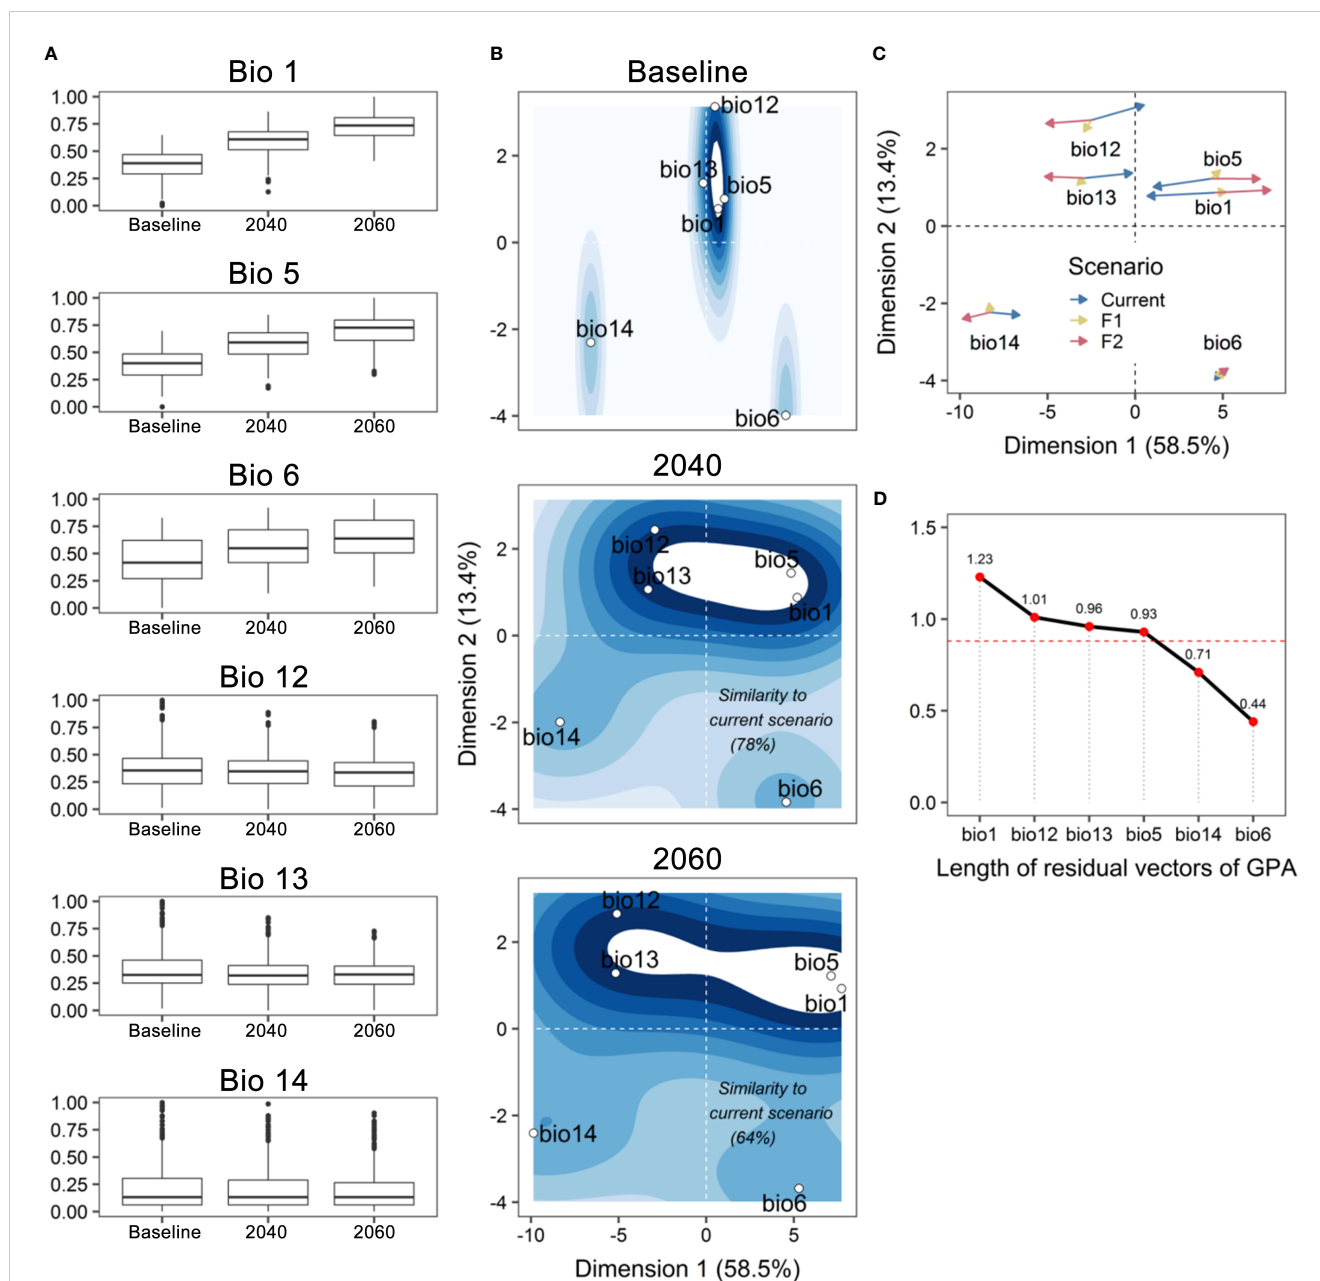 A
Bio 1
1.00
0.75
0.50
0.25
0.00
Baseline 2040 2060
Bio 5
1.00
0.75
0.50
0.25
0.00
Baseline 2040 2060
Bio 6
1.00
0.75
0.50
0.25
0.00
Baseline 2040 2060
Bio 12
1.00
0.75
0.50
0.25
0.00
Baseline 2040 2060
Bio 13
1.00
0.75
0.50
0.25
0.00
Baseline 2040 2060
Bio 14
1.00
0.75
0.50
0.25
0.00
Baseline 2040 2060
B
Baseline
2
0
-2
-4
bio12
bio13
bio5
bio1
bio14
bio6
2040
Dimension 2 (13.4%)
2
0
-2
-4
bio12
bio5
bio13
bio1
Similarity to
current scenario
(78%)
bio14
bio6
2060
2
0
-2
-4
bio12
bio13
bio5
bio1
Similarity to
current scenario
(64%)
bio14
bio6
-10 -5 0 5
Dimension 1 (58.5%)
C
Dimension 2 (13.4%)
2
0
-2
-4
bio12
bio5
bio13
bio1
Scenario
Current
F1
F2
bio14
bio6
-10 -5 0 5
Dimension 1 (58.5%)
D
1.5
1.0
0.5
0.0
1.23
1.01
0.96
0.93
0.71
0.44
bio1 bio12 bio13 bio5 bio14 bio6
Length of residual vectors of GPA